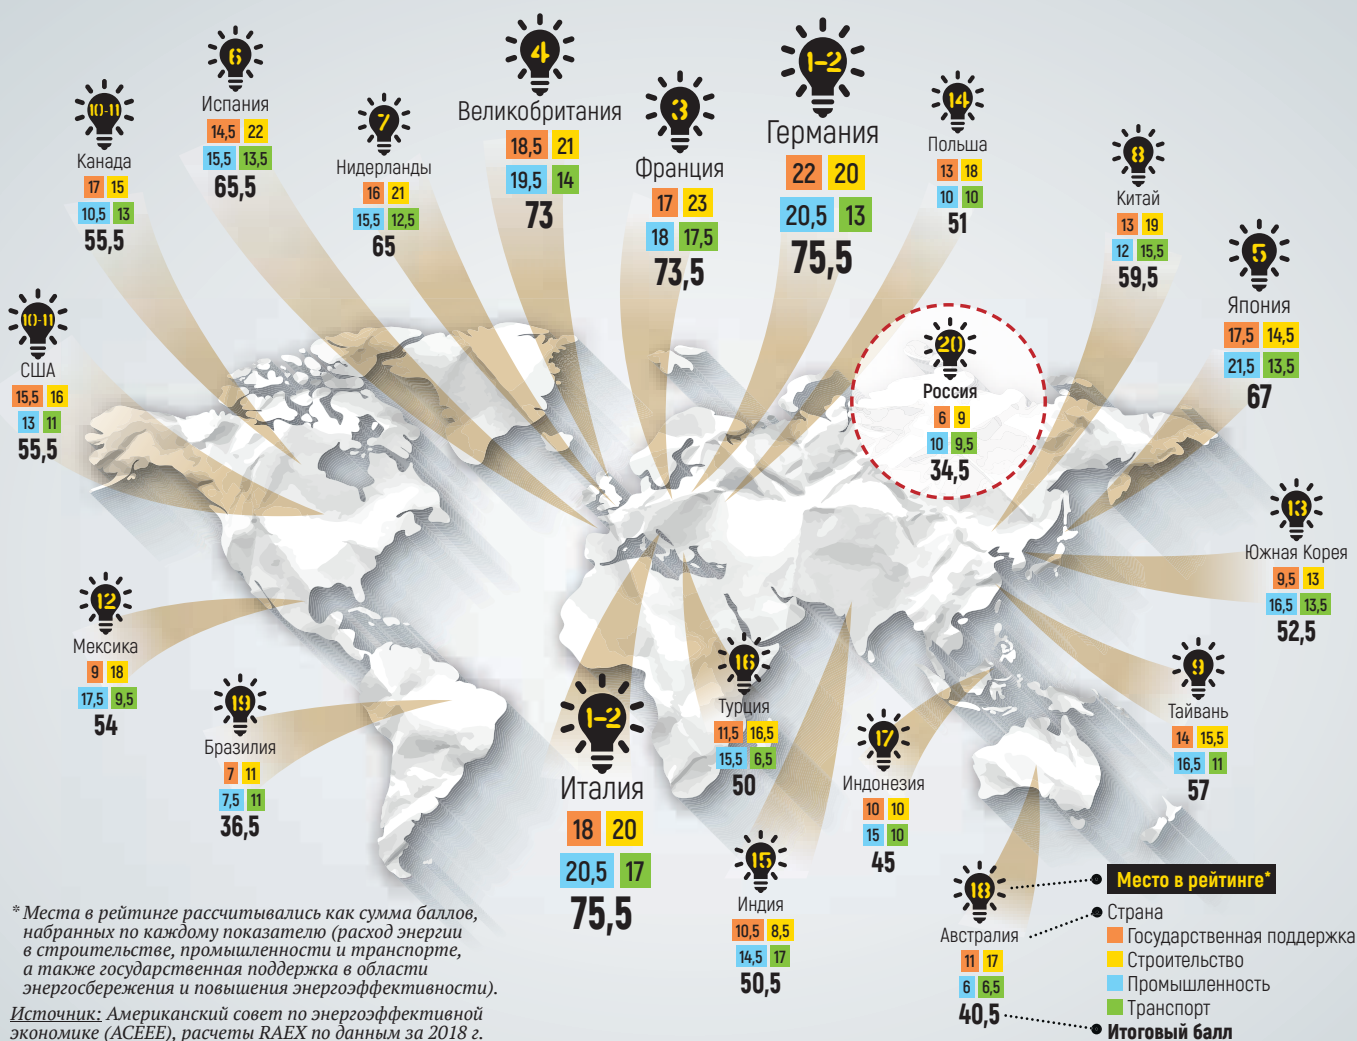 6
Испания
14,5 22
15,5 13,5
65,5
10-11
Канада
17 15
10,5 13
55,5
7
Нидерланды
16 21
15,5 12,5
65
4
Великобритания
18,5 21
19,5 14
73
3
Франция
17 23
18 17,5
73,5
1-2
Германия
22 20
20,5 13
75,5
14
Польша
13 18
10 10
51
8
Китай
13 19
12 15,5
59,5
5
Япония
17,5 14,5
21,5 13,5
67
10-11
США
15,5 16
13 11
55,5
20
Россия
6 9
10 9,5
34,5
13
Южная Корея
9,5 13
16,5 13,5
52,5
12
Мексика
9 18
17,5 9,5
54
19
Бразилия
7 11
7,5 11
36,5
1-2
Италия
18 20
20,5 17
75,5
16
Турция
11,5 16,5
15,5 6,5
50
17
Индонезия
10 10
15 10
45
9
Тайвань
14 15,5
16,5 11
57
15
Индия
10,5 8,5
14,5 17
50,5
18
Австралия
11 17
6 6,5
40,5
Место в рейтинге*
Страна
Государственная поддержка
Строительство
Промышленность
Транспорт
Итоговый балл
* Места в рейтинге рассчитывались как сумма баллов,
набранных по каждому показателю (расход энергии
в строительстве, промышленности и транспорте,
а также государственная поддержка в области
энергосбережения и повышения энергоэффективности).
Источник: Американский совет по энергоэффективной
экономике (ACEEE), расчеты RAEX по данным за 2018 г.